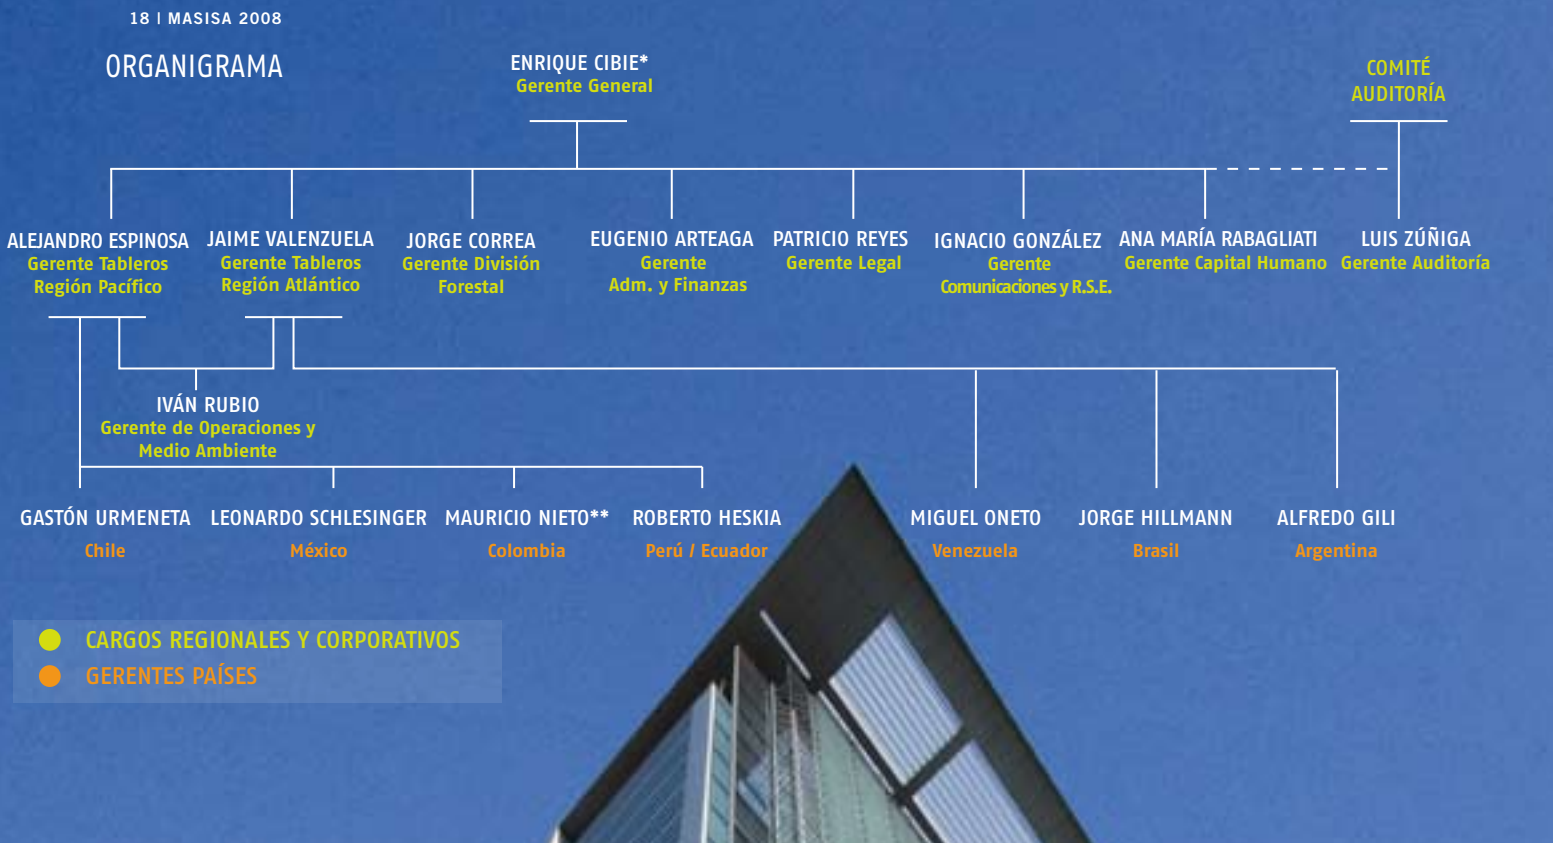 18 | MASISA 2008
ORGANIGRAMA
ENRIQUE CIBIE*
Gerente General
COMITÉ
AUDITORÍA
ALEJANDRO ESPINOSA
Gerente Tableros
Región Pacífico
JAIME VALENZUELA
Gerente Tableros
Región Atlántico
JORGE CORREA
Gerente División
Forestal
EUGENIO ARTEAGA
Gerente
Adm. y Finanzas
PATRICIO REYES
Gerente Legal
IGNACIO GONZÁLEZ
Gerente
Comunicaciones y R.S.E.
ANA MARÍA RABAGLIATI
Gerente Capital Humano
LUIS ZÚÑIGA
Gerente Auditoría
IVÁN RUBIO
Gerente de Operaciones y
Medio Ambiente
GASTÓN URMENETA
Chile
LEONARDO SCHLESINGER
México
MAURICIO NIETO**
Colombia
ROBERTO HESKIA
Perú / Ecuador
MIGUEL ONETO
Venezuela
JORGE HILLMANN
Brasil
ALFREDO GILI
Argentina
CARGOS REGIONALES Y CORPORATIVOS
GERENTES PAÍSES